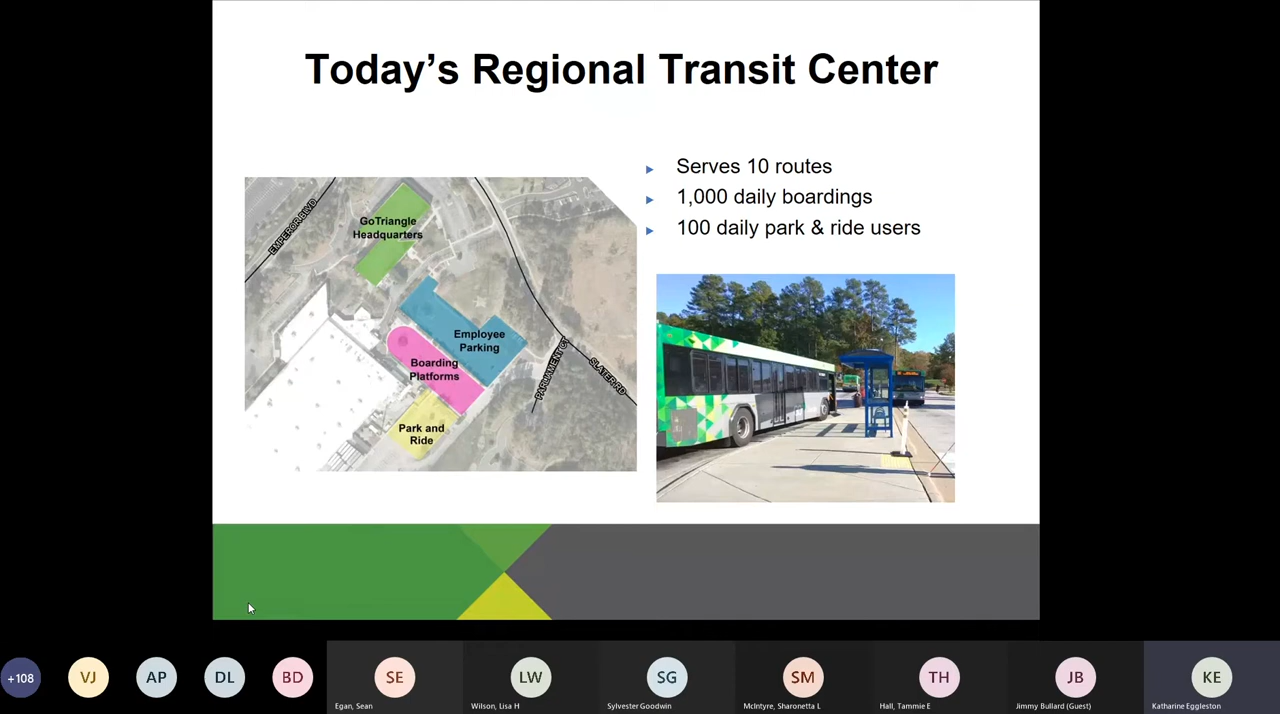 Today's Regional Transit Center
Serves 10 routes
1,000 daily boardings
100 daily park & ride users
EMPEROR BLVD
GoTriangle
Headquarters
Employee
Parking
Boarding
Platforms
Park and
Ride
PARLIAMENT CT
SLATER RD
+108
VJ
AP
DL
BD
SE
LW
SG
SM
TH
JB
KE
Egan, Sean
Wilson, Lisa H
Sylvester Goodwin
McIntyre, Sharonetta L
Hall, Tammie E
Jimmy Bullard (Guest)
Katharine Eggleston